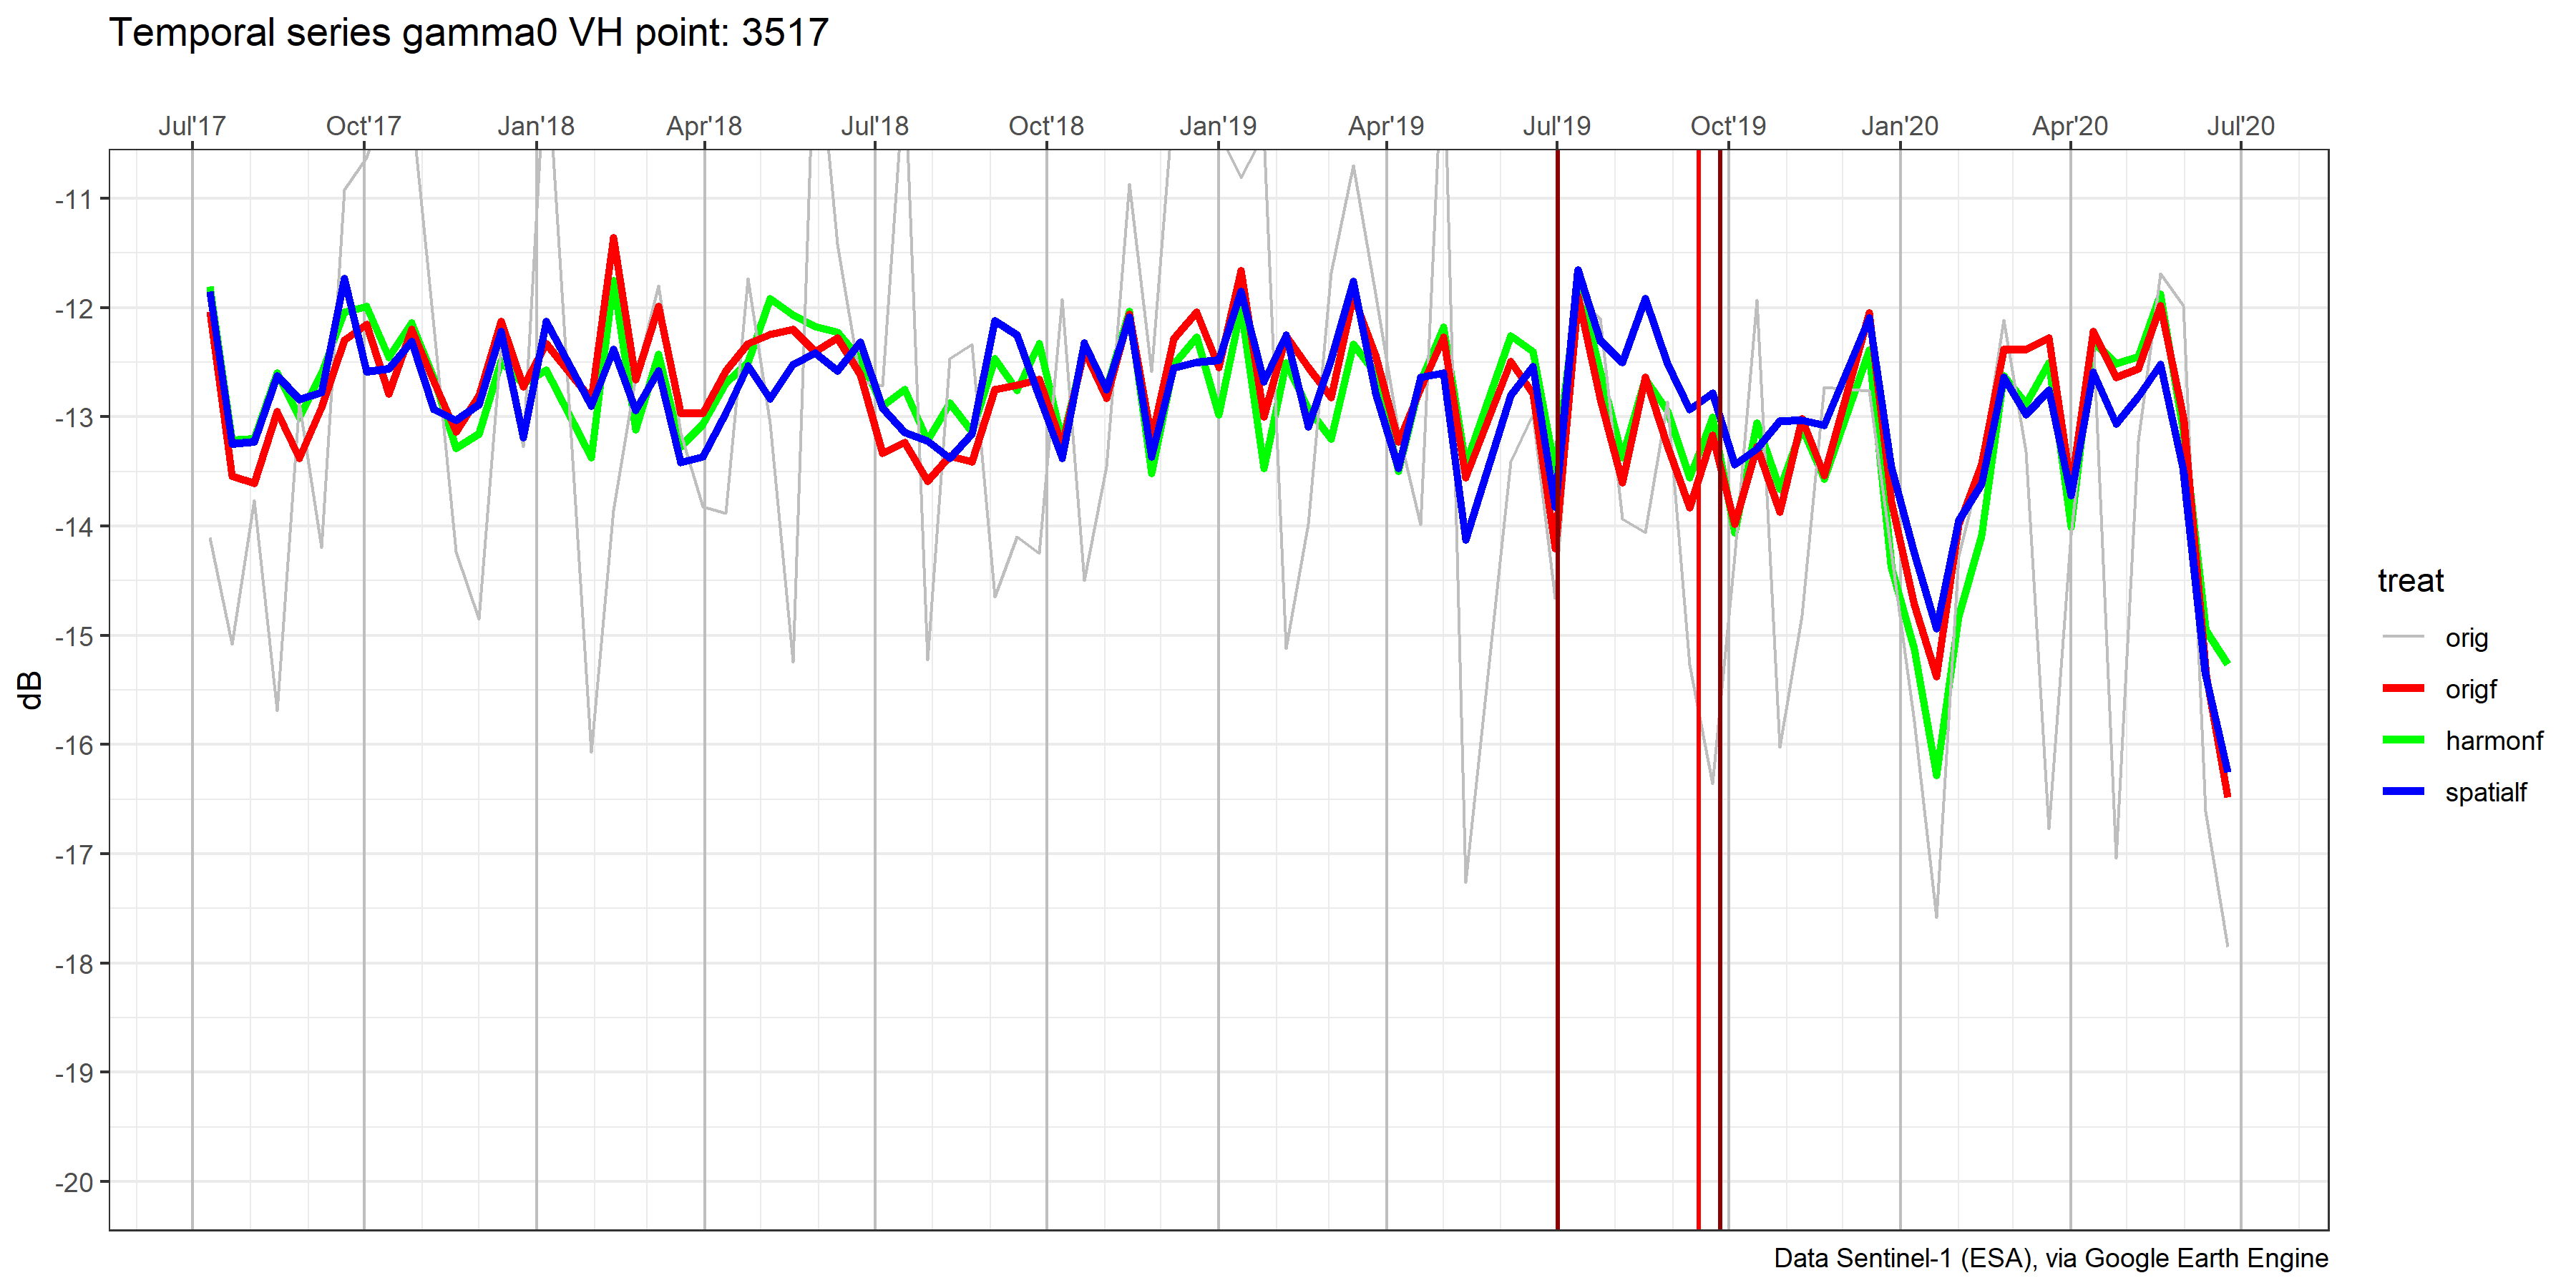 Temporal series gamma0 VH point: 3517
Jul'17 Oct'17 Jan'18 Apr'18 Jul'18 Oct'18 Jan'19 Apr'19 Jul'19 Oct'19 Jan'20 Apr'20 Jul'20
-11
-12
-13
-14
-15
-16
-17
-18
-19
-20
dB
treat
orig
origf
harmonf
spatialf
Data Sentinel-1 (ESA), via Google Earth Engine